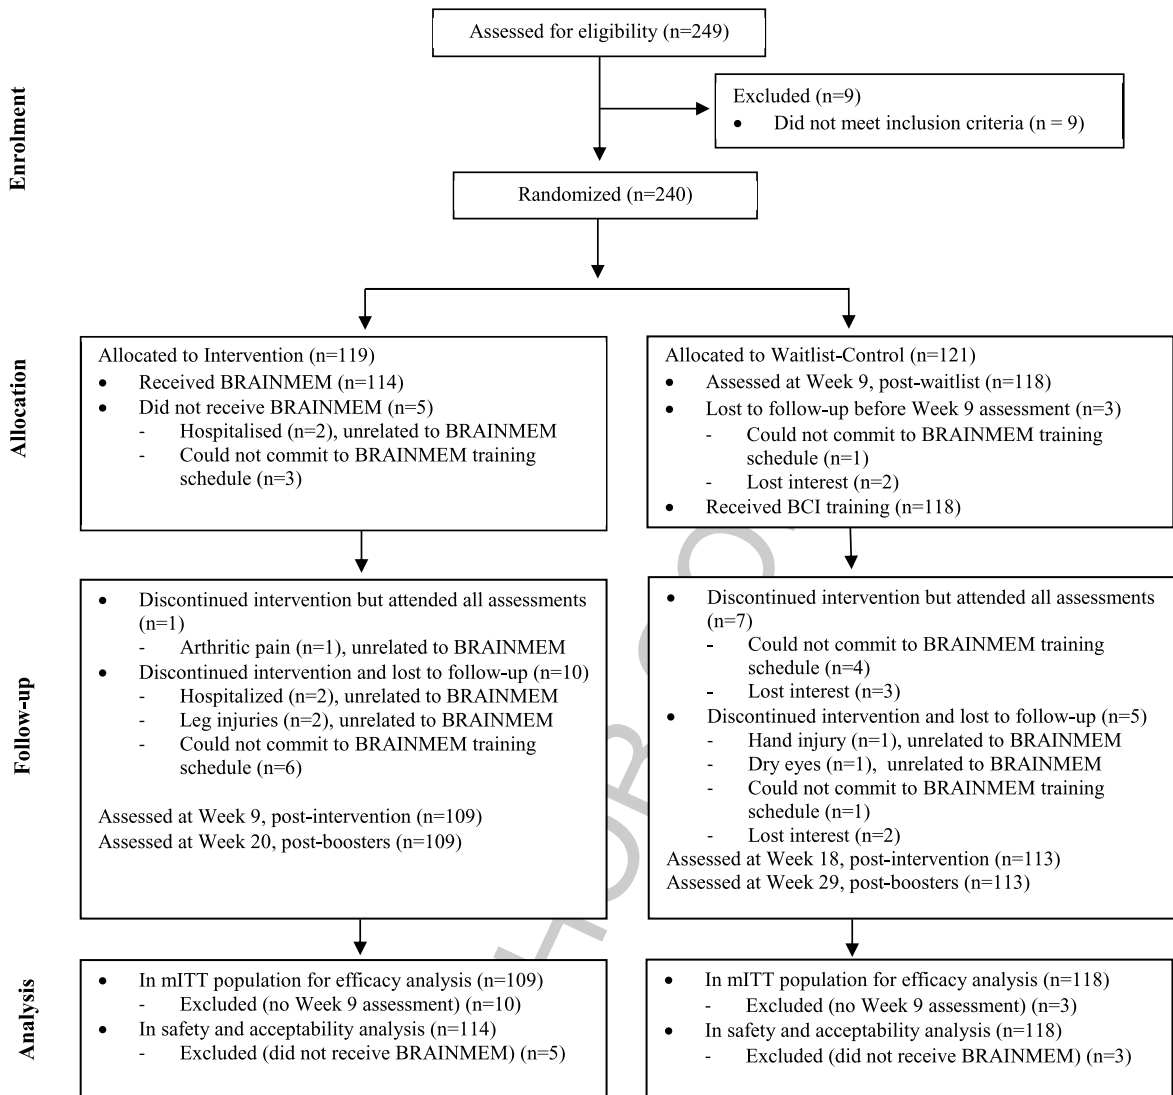 Assessed for eligibility (n=249)
Enrolment
Excluded (n=9)
• Did not meet inclusion criteria (n = 9)
Randomized (n=240)
Allocation
Allocated to Intervention (n=119)
• Received BRAINMEM (n=114)
• Did not receive BRAINMEM (n=5)
- Hospitalised (n=2), unrelated to BRAINMEM
- Could not commit to BRAINMEM training
schedule (n=3)
Allocated to Waitlist-Control (n=121)
• Assessed at Week 9, post-waitlist (n=118)
• Lost to follow-up before Week 9 assessment (n=3)
- Could not commit to BRAINMEM training
schedule (n=1)
- Lost interest (n=2)
• Received BCI training (n=118)
Follow-up
• Discontinued intervention but attended all assessments
(n=1)
- Arthritic pain (n=1), unrelated to BRAINMEM
• Discontinued intervention and lost to follow-up (n=10)
- Hospitalized (n=2), unrelated to BRAINMEM
- Leg injuries (n=2), unrelated to BRAINMEM
- Could not commit to BRAINMEM training
schedule (n=6)
Assessed at Week 9, post-intervention (n=109)
Assessed at Week 20, post-boosters (n=109)
• Discontinued intervention but attended all assessments
(n=7)
- Could not commit to BRAINMEM training
schedule (n=4)
- Lost interest (n=3)
• Discontinued intervention and lost to follow-up (n=5)
- Hand injury (n=1), unrelated to BRAINMEM
- Dry eyes (n=1), unrelated to BRAINMEM
- Could not commit to BRAINMEM training
schedule (n=1)
- Lost interest (n=2)
Assessed at Week 18, post-intervention (n=113)
Assessed at Week 29, post-boosters (n=113)
Analysis
• In mITT population for efficacy analysis (n=109)
- Excluded (no Week 9 assessment) (n=10)
• In safety and acceptability analysis (n=114)
- Excluded (did not receive BRAINMEM) (n=5)
• In mITT population for efficacy analysis (n=118)
- Excluded (no Week 9 assessment) (n=3)
• In safety and acceptability analysis (n=118)
- Excluded (did not receive BRAINMEM) (n=3)